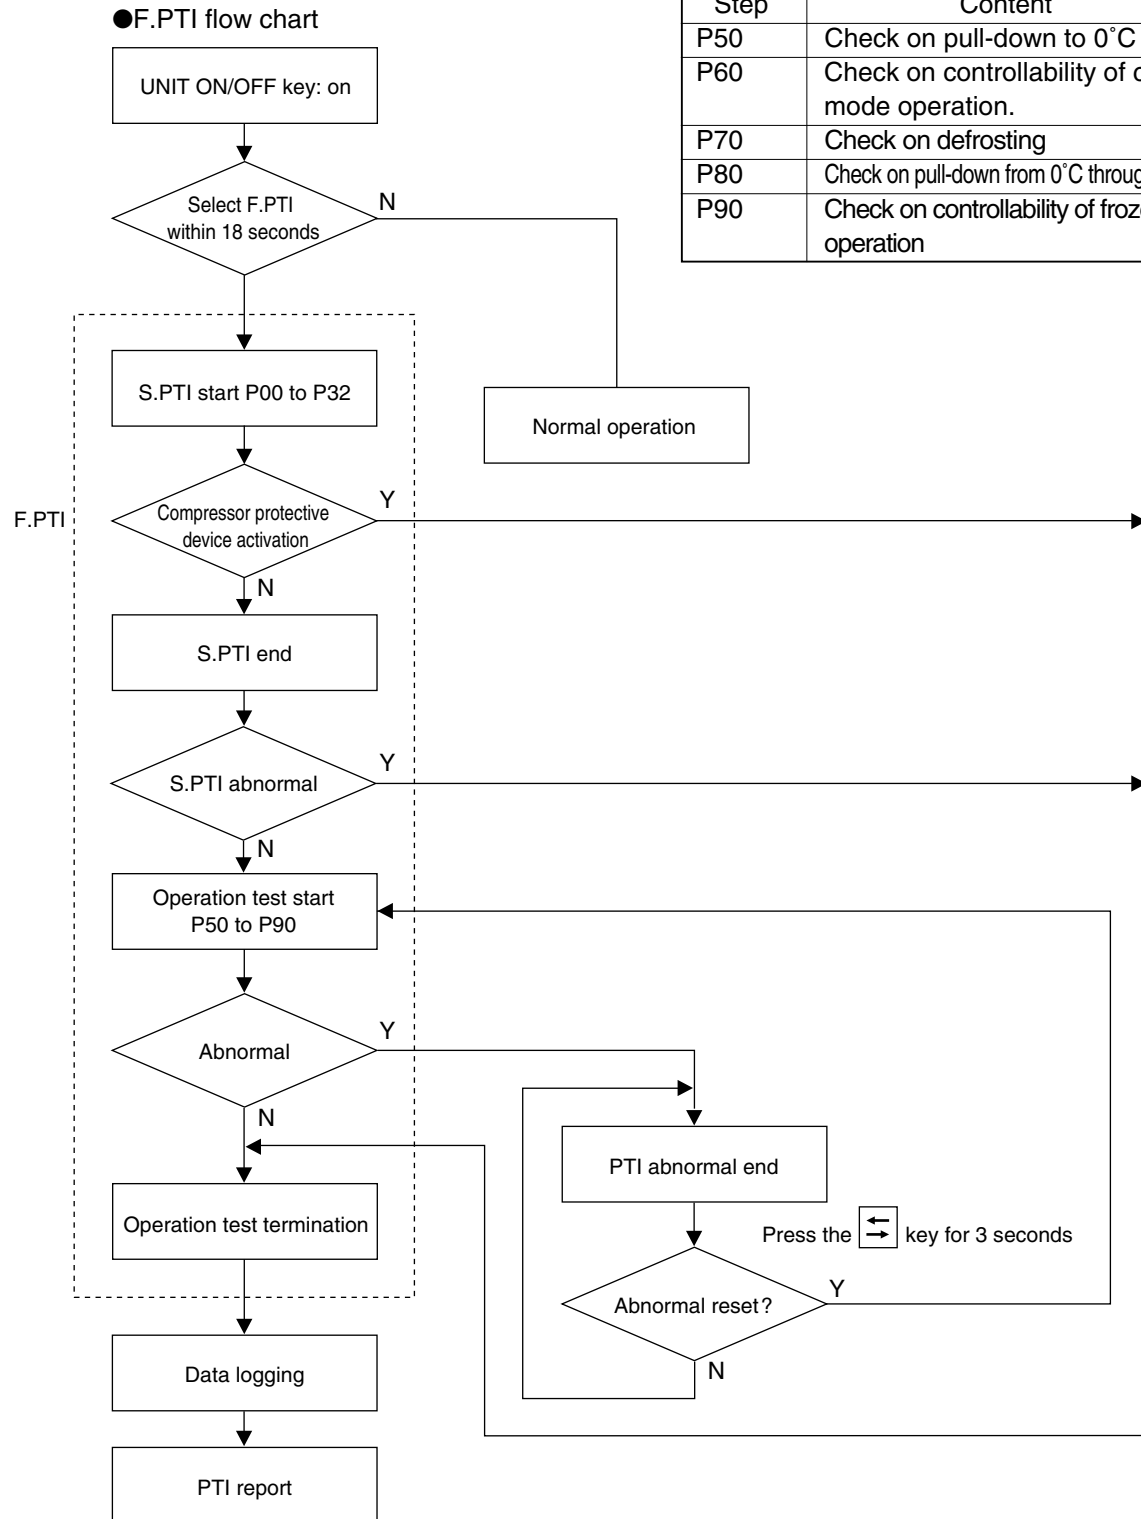 ●F.PTI flow chart
UNIT ON/OFF key: on
Select F.PTI
within 18 seconds
N
S.PTI start P00 to P32
Normal operation
F.PTI
Compressor protective
device activation
Y
N
S.PTI end
S.PTI abnormal
Y
N
Operation test start
P50 to P90
Abnormal
Y
N
PTI abnormal end
Operation test termination
Press the key for 3 seconds
Abnormal reset?
Y
N
Data logging
PTI report
Step Content
P50 Check on pull-down to 0˚C
P60 Check on controllability of
mode operation.
P70 Check on defrosting
P80 Check on pull-down from 0˚C
P90 Check on controllability of
operation